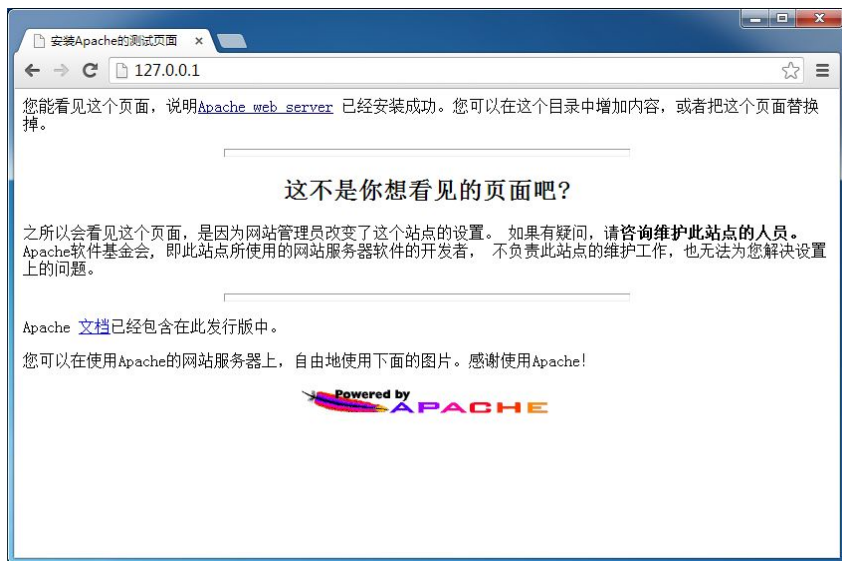 安装Apache的测试页面
127.0.0.1
您能看见这个页面，说明Apache web server 已经安装成功。您可以在这个目录中增加内容，或者把这个页面替换
掉。
这不是你想看见的页面吧?
之所以会看见这个页面，是因为网站管理员改变了这个站点的设置。 如果有疑问，请咨询维护此站点的人员。
Apache软件基金会, 即此站点所使用的网站服务器软件的开发者， 不负责此站点的维护工作，也无法为您解决设置
上的问题。
Apache 文档已经包含在此发行版中。
您可以在使用Apache的网站服务器上，自由地使用下面的图片。感谢使用Apache!
Powered by
APACHE